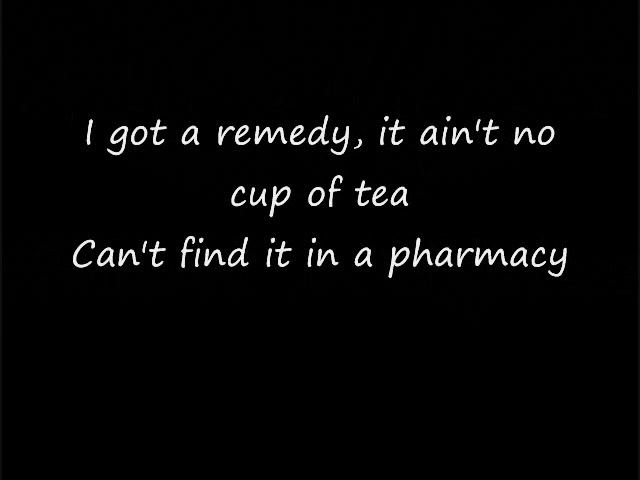 I got a remedy, it ain't no
cup of tea
Can't find it in a pharmacy